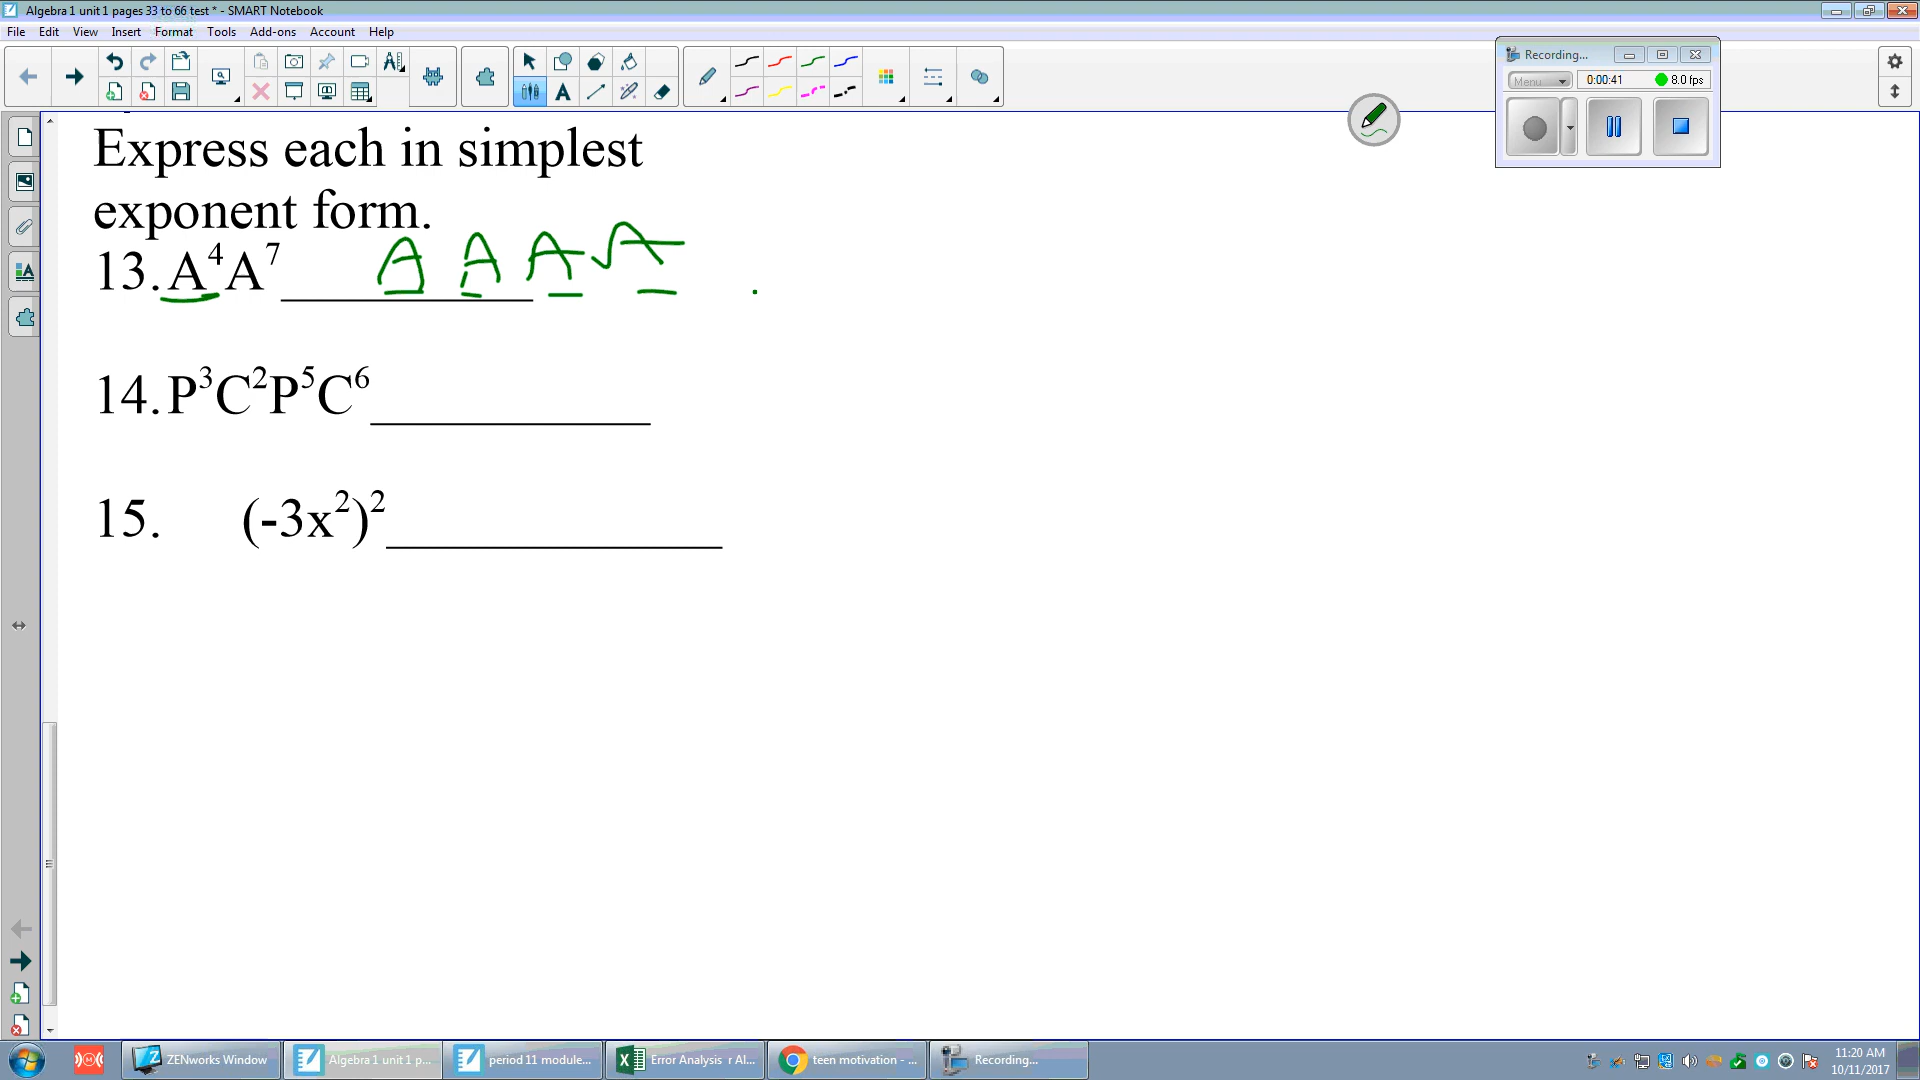 Algebra 1 unit 1 pages 33 to 66 test * - SMART Notebook
File Edit View Insert Format Tools Add-ons Account Help
Recording...
Menu 0:00:41 8.0 fps
Express each in simplest
exponent form.
A A A A
13. A⁴A⁷ ____________
14. P³C²P⁵C⁶ ____________
15. (-3x²)² ____________
ZENworks Window Algebra 1 unit 1 p... period 11 module... Error Analysis r Al... teen motivation - ... Recording...
11:20 AM
10/11/2017